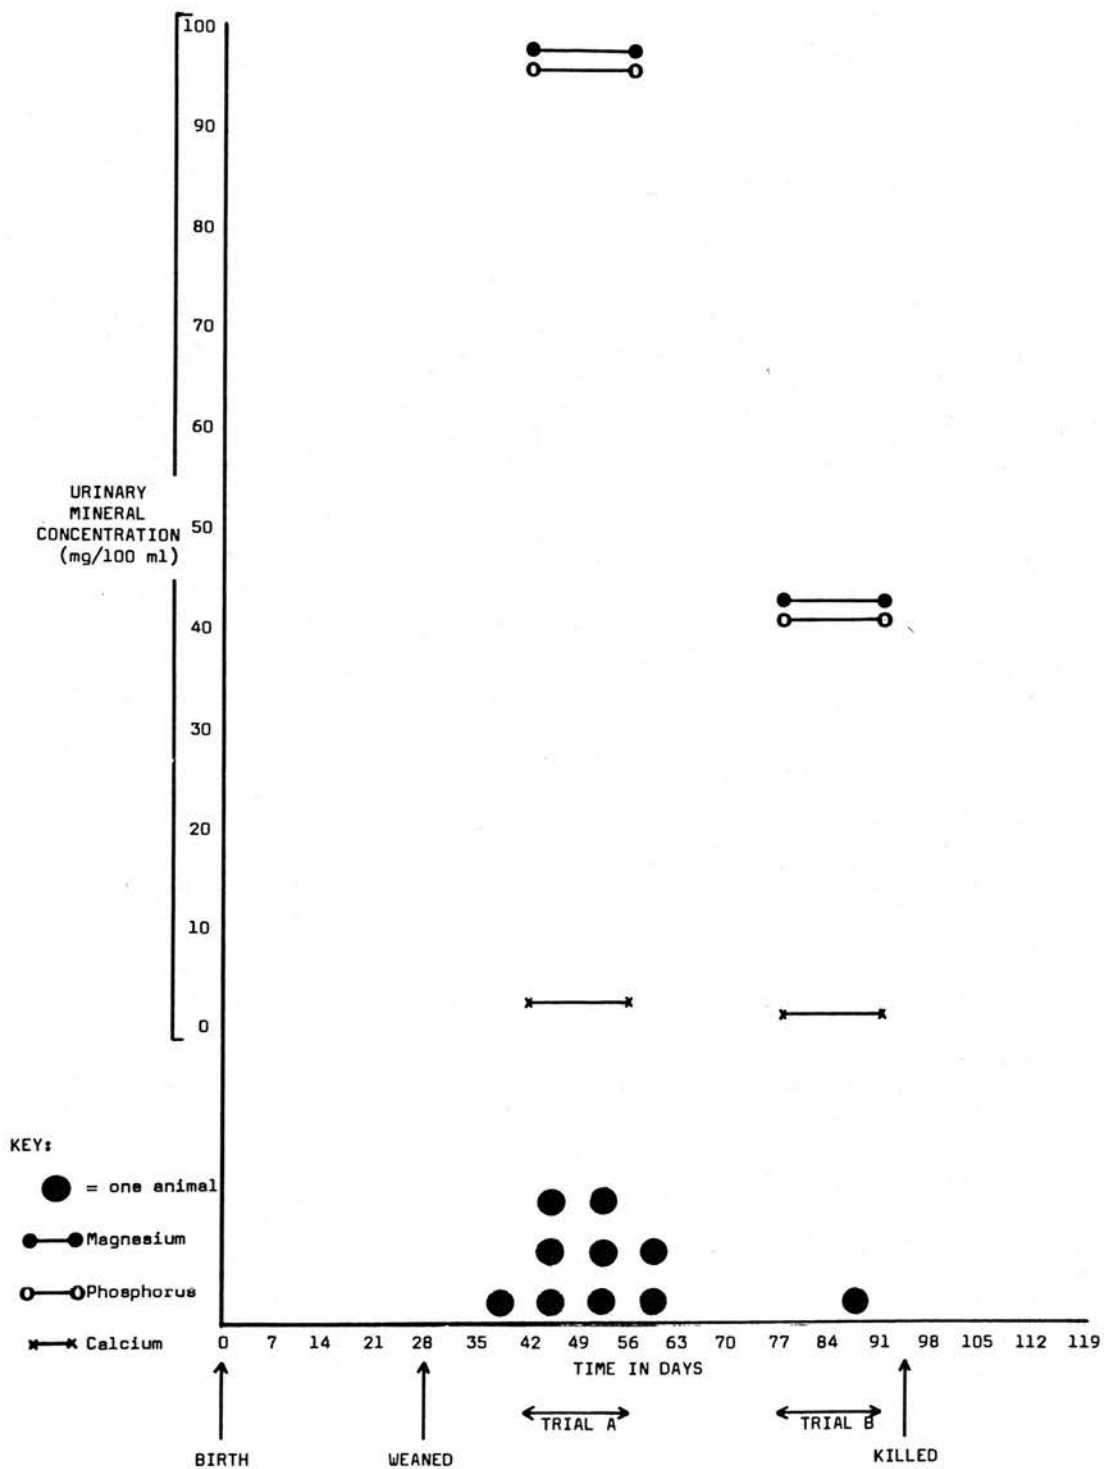 100
90
80
70
60
URINARY
MINERAL
CONCENTRATION
(mg/100 ml)
50
40
30
20
10
0
KEY:
= one animal
Magnesium
Phosphorus
Calcium
0 7 14 21 28 35 42 49 56 63 70 77 84 91 98 105 112 119
TIME IN DAYS
TRIAL A TRIAL B
BIRTH WEANED KILLED